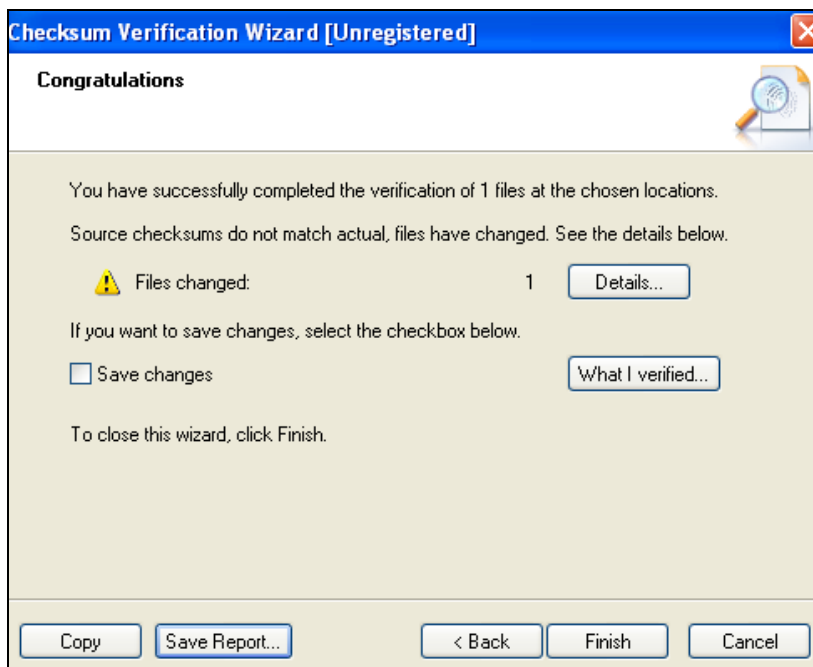 Checksum Verification Wizard [Unregistered]
Congratulations
You have successfully completed the verification of 1 files at the chosen locations.
Source checksums do not match actual, files have changed. See the details below.
Files changed: 1 Details...
If you want to save changes, select the checkbox below.
Save changes What I verified...
To close this wizard, click Finish.
Copy Save Report... < Back Finish Cancel